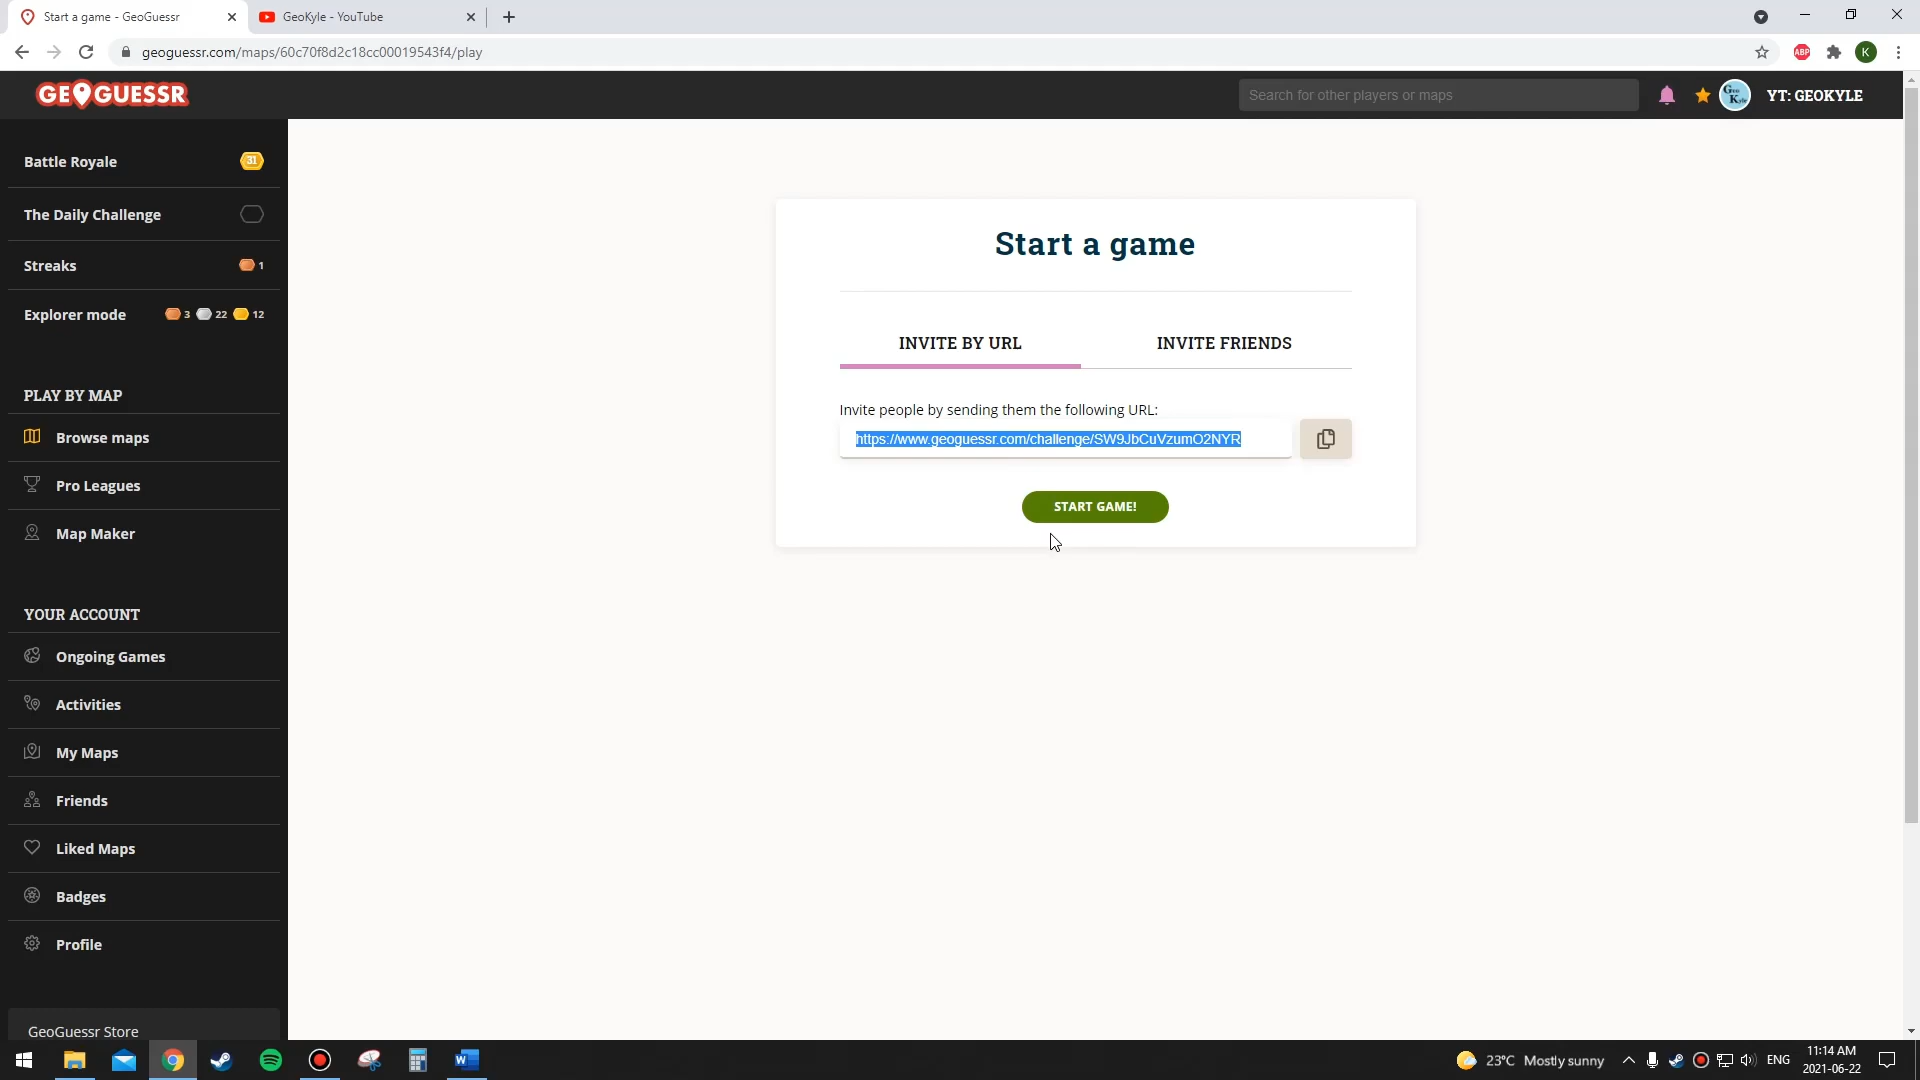 Start a game - GeoGuessr
GeoKyle - YouTube
geoguessr.com/maps/60c70f8d2c18cc00019543f4/play
ABP
K
GEOGUESSR
Search for other players or maps
Geo Kyle
YT: GEOKYLE
Battle Royale 31
The Daily Challenge
Streaks 1
Explorer mode 3 22 12
PLAY BY MAP
Browse maps
Pro Leagues
Map Maker
YOUR ACCOUNT
Ongoing Games
Activities
My Maps
Friends
Liked Maps
Badges
Profile
GeoGuessr Store
Start a game
INVITE BY URL INVITE FRIENDS
Invite people by sending them the following URL:
https://www.geoguessr.com/challenge/SW9JbCuVzumO2NYR
START GAME!
W
23°C Mostly sunny
ENG
11:14 AM
2021-06-22